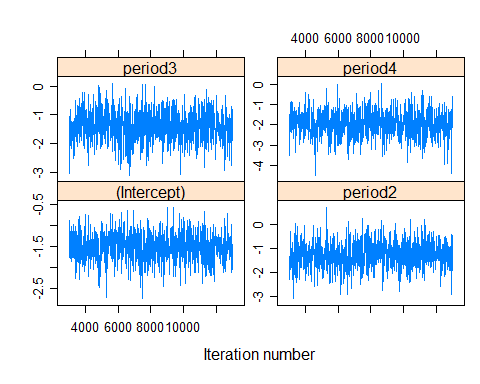 4000 6000 8000 10000
period3 period4
0 0
-1 -1
-2 -2
-3 -3
-4
(Intercept) period2
-0.5
0
-1
-1.5
-2
-2.5
-3
4000 6000 8000 10000
Iteration number